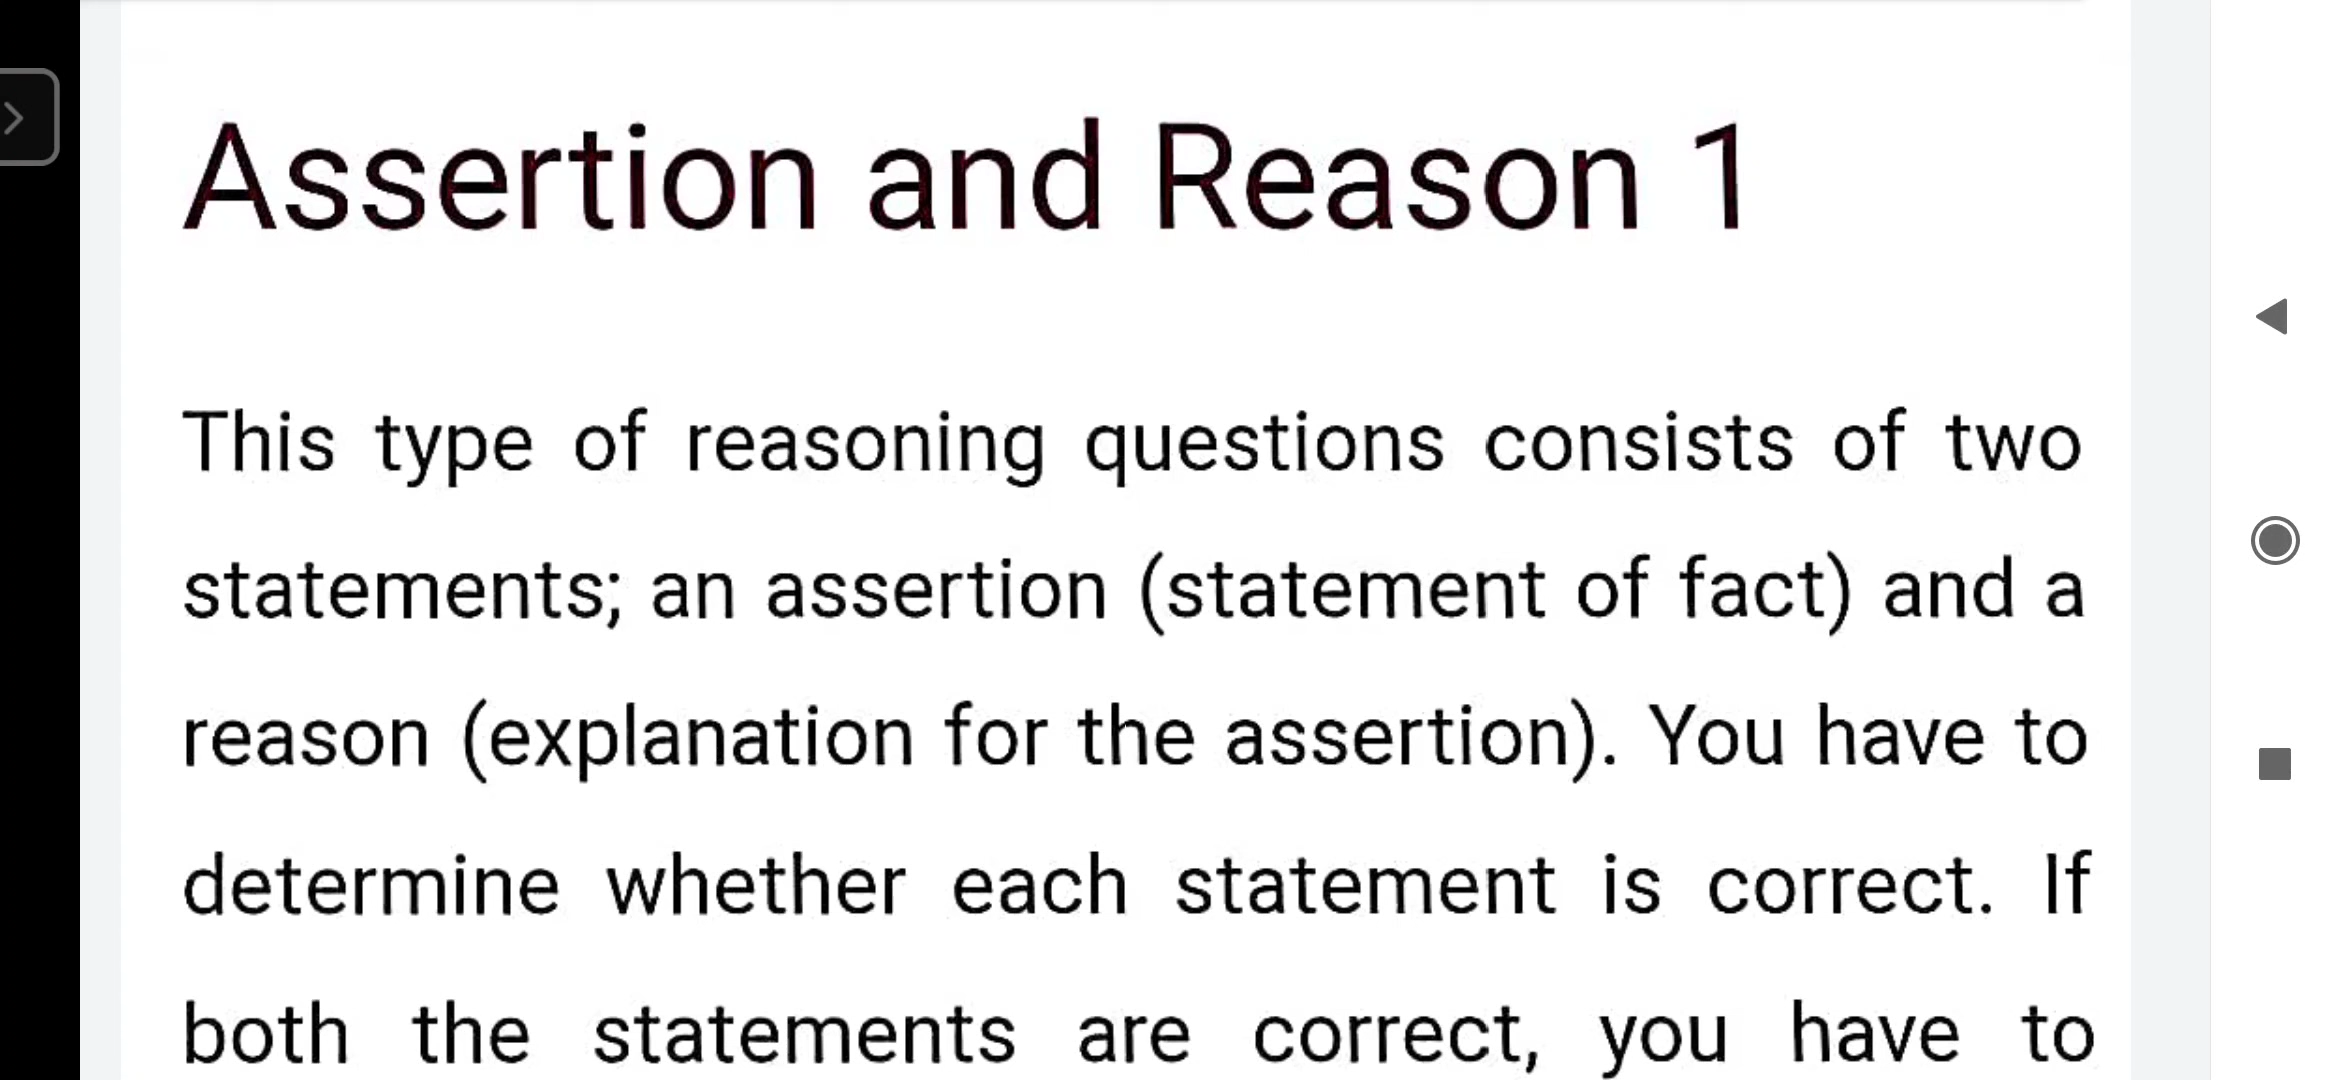 Assertion and Reason 1
This type of reasoning questions consists of two
statements; an assertion (statement of fact) and a
reason (explanation for the assertion). You have to
determine whether each statement is correct. If
both the statements are correct, you have to